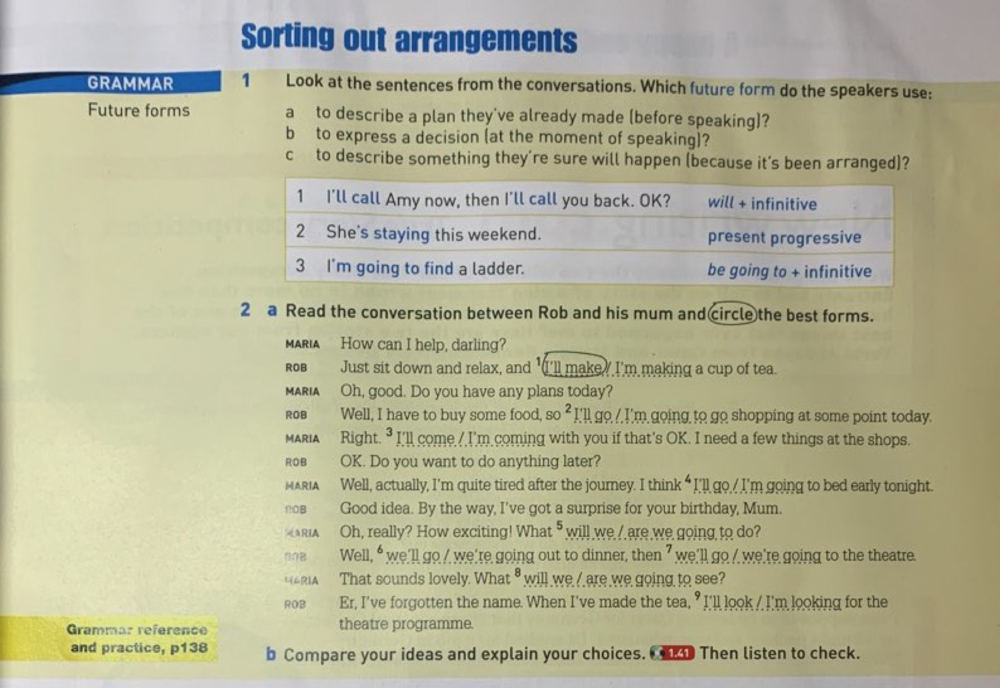 Sorting out arrangements
GRAMMAR
Future forms
1 Look at the sentences from the conversations. Which future form do the speakers use:
a to describe a plan they've already made (before speaking)?
b to express a decision (at the moment of speaking)?
c to describe something they're sure will happen (because it's been arranged)?
1 I'll call Amy now, then I'll call you back. OK? will + infinitive
2 She's staying this weekend. present progressive
3 I'm going to find a ladder. be going to + infinitive
2 a Read the conversation between Rob and his mum and circle the best forms.
MARIA How can I help, darling?
ROB Just sit down and relax, and 1 I'll make / I'm making a cup of tea.
MARIA Oh, good. Do you have any plans today?
ROB Well, I have to buy some food, so 2 I'll go / I'm going to go shopping at some point today.
MARIA Right. 3 I'll come / I'm coming with you if that's OK. I need a few things at the shops.
ROB OK. Do you want to do anything later?
MARIA Well, actually, I'm quite tired after the journey. I think 4 I'll go / I'm going to bed early tonight.
ROB Good idea. By the way, I've got a surprise for your birthday, Mum.
MARIA Oh, really? How exciting! What 5 will we / are we going to do?
ROB Well, 6 we'll go / we're going out to dinner, then 7 we'll go / we're going to the theatre.
MARIA That sounds lovely. What 8 will we / are we going to see?
ROB Er, I've forgotten the name. When I've made the tea, 9 I'll look / I'm looking for the
theatre programme.
Grammar reference
and practice, p138
b Compare your ideas and explain your choices. 1.41 Then listen to check.